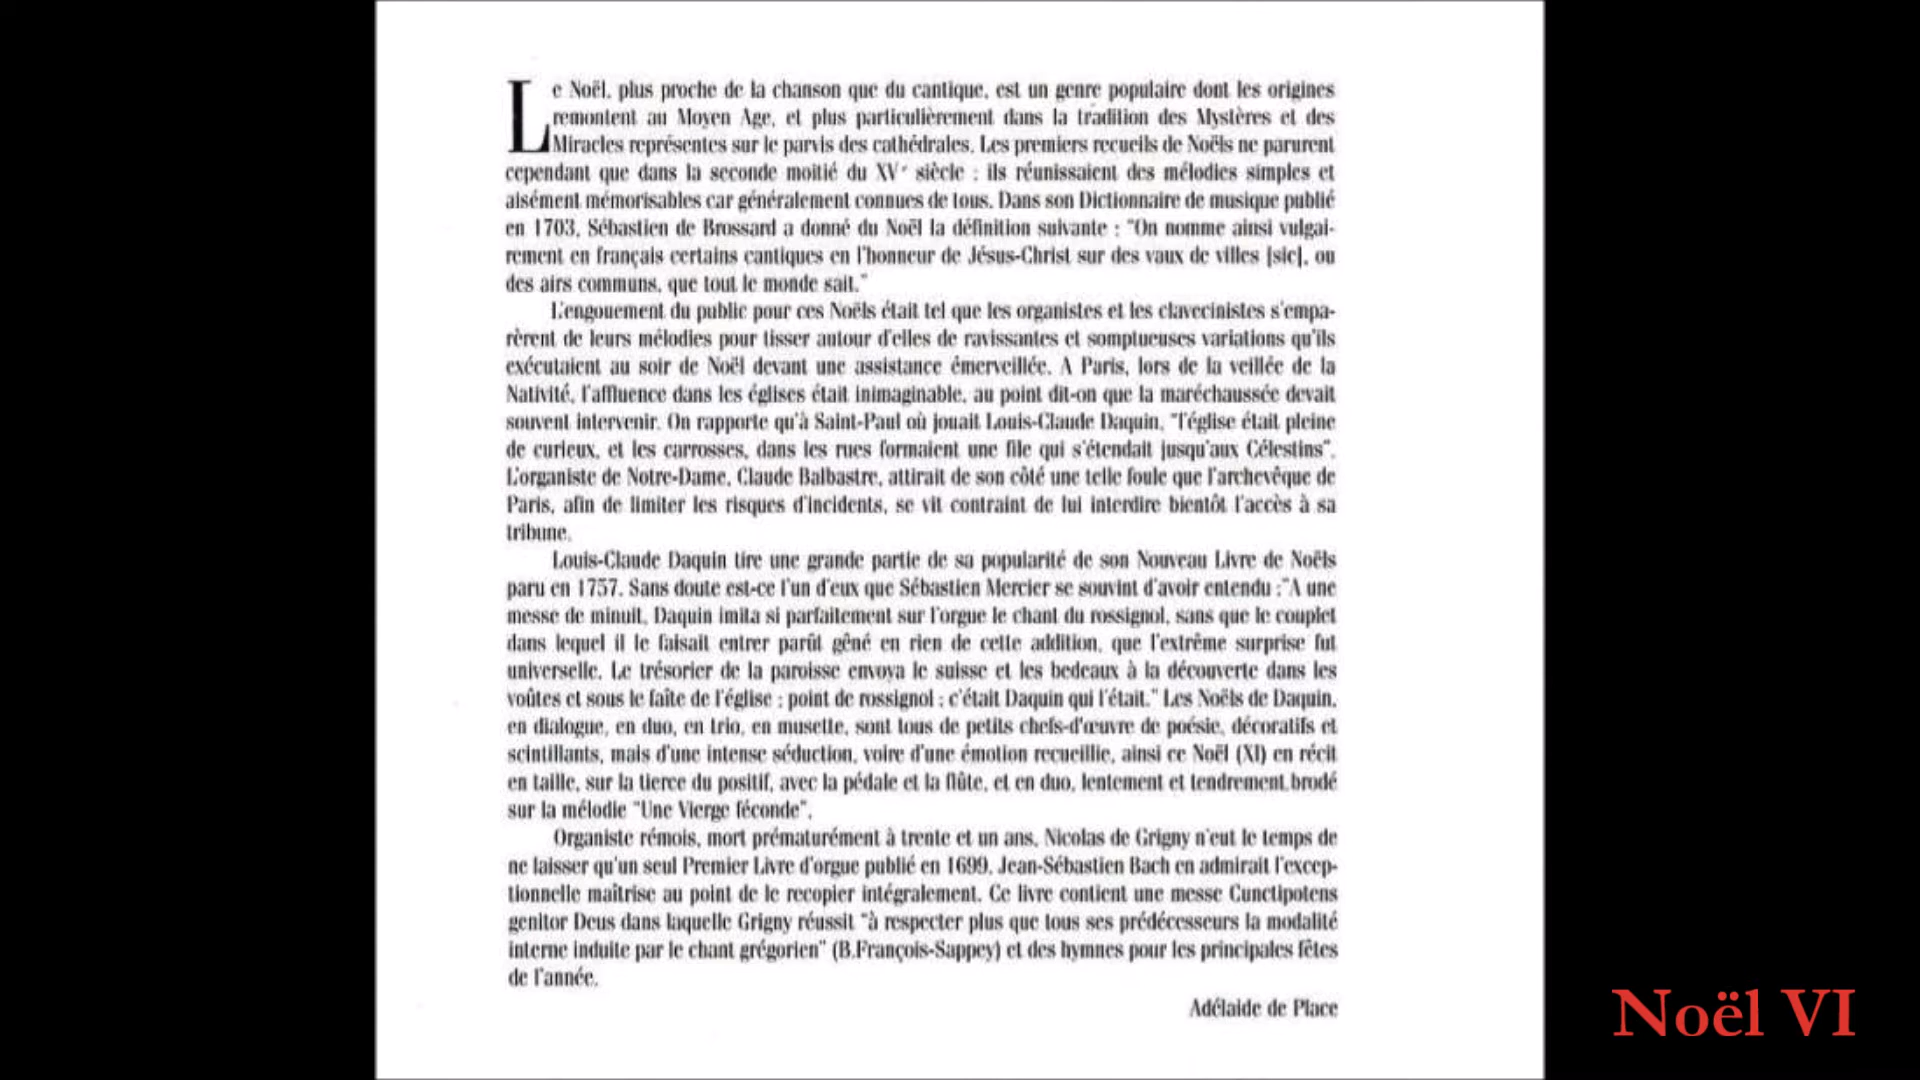 Le Noël, plus proche de la chanson que du cantique, est un genre populaire dont les origines
remontent au Moyen Age, et plus particulièrement dans la tradition des Mystères et des
Miracles représentes sur le parvis des cathédrales. Les premiers recueils de Noëls ne parurent
cependant que dans la seconde moitié du XVe siècle : ils réunissaient des mélodies simples et
aisément mémorisables car généralement connues de tous. Dans son Dictionnaire de musique publié
en 1703, Sébastien de Brossard a donné du Noël la définition suivante : "On nomme ainsi vulgai-
rement en français certains cantiques en l'honneur de Jésus-Christ sur des vaux de villes [sic], ou
des airs communs, que tout le monde sait."
L'engouement du public pour ces Noëls était tel que les organistes et les clavecinistes s'empa-
rèrent de leurs mélodies pour tisser autour d'elles de ravissantes et somptueuses variations qu'ils
exécutaient au soir de Noël devant une assistance émerveillée. A Paris, lors de la veillée de la
Nativité, l'affluence dans les églises était inimaginable, au point dit-on que la maréchaussée devait
souvent intervenir. On rapporte qu'à Saint-Paul où jouait Louis-Claude Daquin, "l'église était pleine
de curieux, et les carrosses, dans les rues formaient une file qui s'étendait jusqu'aux Célestins".
L'organiste de Notre-Dame, Claude Balbastre, attirait de son côté une telle foule que l'archevêque de
Paris, afin de limiter les risques d'incidents, se vit contraint de lui interdire bientôt l'accès à sa
tribune.
Louis-Claude Daquin tire une grande partie de sa popularité de son Nouveau Livre de Noëls
paru en 1757. Sans doute est-ce l'un d'eux que Sébastien Mercier se souvint d'avoir entendu :"A une
messe de minuit, Daquin imita si parfaitement sur l'orgue le chant du rossignol, sans que le couplet
dans lequel il le faisait entrer parût gêné en rien de cette addition, que l'extrême surprise fut
universelle. Le trésorier de la paroisse envoya le suisse et les bedeaux à la découverte dans les
voûtes et sous le faîte de l'église : point de rossignol ; c'était Daquin qui l'était." Les Noëls de Daquin,
en dialogue, en duo, en trio, en musette, sont tous de petits chefs-d'œuvre de poésie, décoratifs et
scintillants, mais d'une intense séduction, voire d'une émotion recueillie, ainsi ce Noël (XI) en récit
en taille, sur la tierce du positif, avec la pédale et la flûte, et en duo, lentement et tendrement brodé
sur la mélodie "Une Vierge féconde".
Organiste rémois, mort prématurément à trente et un ans, Nicolas de Grigny n'eut le temps de
ne laisser qu'un seul Premier Livre d'orgue publié en 1699. Jean-Sébastien Bach en admirait l'excep-
tionnelle maîtrise au point de le recopier intégralement. Ce livre contient une messe Cunctipotens
genitor Deus dans laquelle Grigny réussit "à respecter plus que tous ses prédécesseurs la modalité
interne induite par le chant grégorien" (B.François-Sappey) et des hymnes pour les principales fêtes
de l'année.
Adélaide de Place
Noël VI